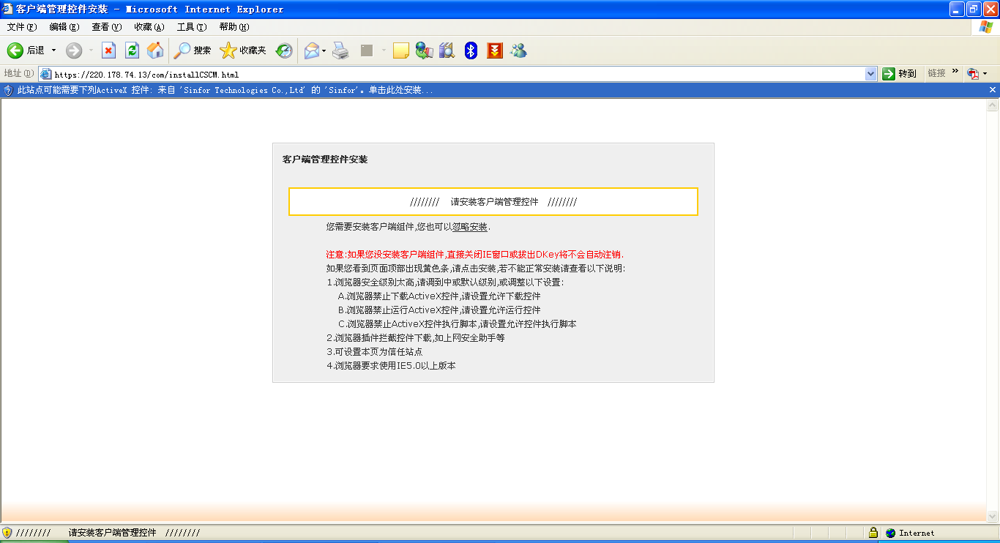 客户端管理控件安装 - Microsoft Internet Explorer
文件(F) 编辑(E) 查看(V) 收藏(A) 工具(T) 帮助(H)
后退 搜索 收藏夹
地址(D) https://220.178.74.13/com/installCSCM.html 转到 链接 »
此站点可能需要下列ActiveX 控件: 来自 'Sinfor Technologies Co.,Ltd' 的 'Sinfor'。单击此处安装...
客户端管理控件安装
//////// 请安装客户端管理控件 ////////
您需要安装客户端组件,您也可以忽略安装.
注意:如果您没安装客户端组件,直接关闭IE窗口或拔出DKey将不会自动注销.
如果您看到页面顶部出现黄色条,请点击安装,若不能正常安装请查看以下说明:
1.浏览器安全级别太高,请调到中或默认级别,或调整以下设置:
A.浏览器禁止下载ActiveX控件,请设置允许下载控件
B.浏览器禁止运行ActiveX控件,请设置允许运行控件
C.浏览器禁止ActiveX控件执行脚本,请设置允许控件执行脚本
2.浏览器插件拦截控件下载,如上网安全助手等
3.可设置本页为信任站点
4.浏览器要求使用IE5.0以上版本
//////// 请安装客户端管理控件 //////// Internet